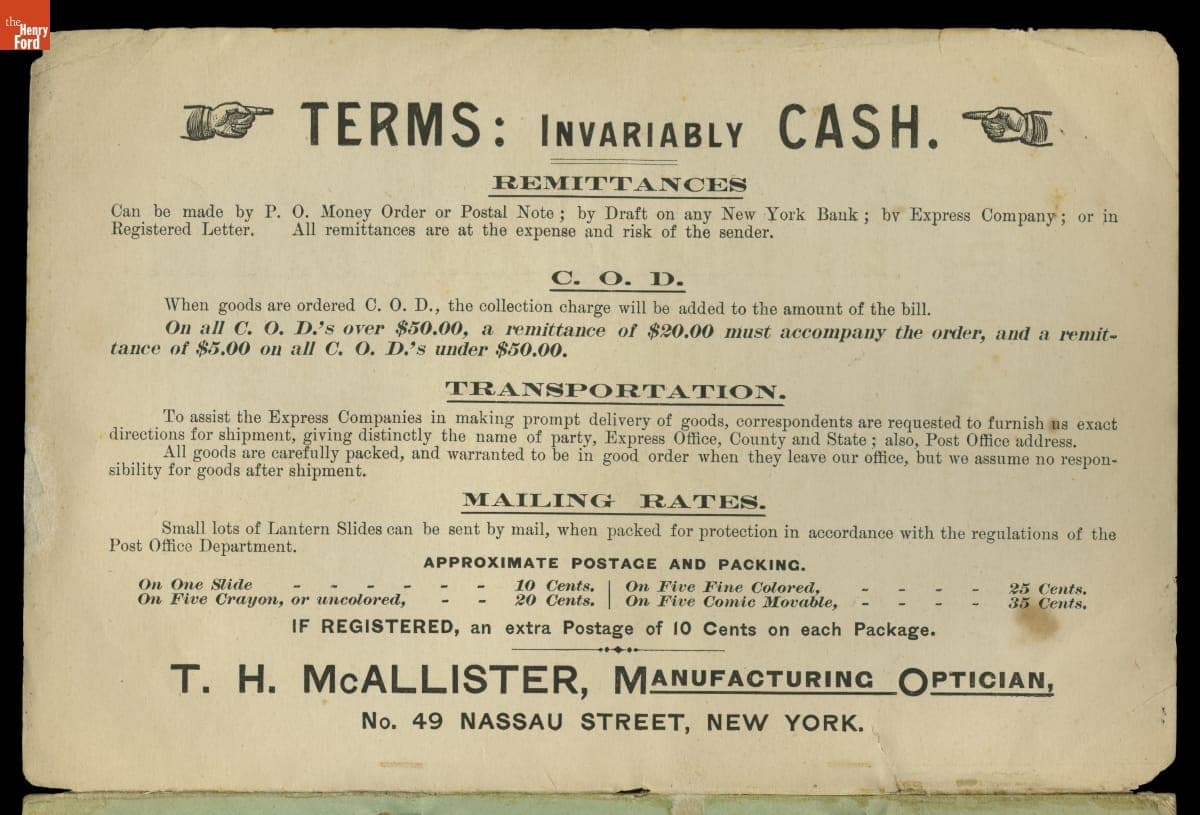 the
Henry
Ford
TERMS: INVARIABLY CASH.
REMITTANCES
Can be made by P. O. Money Order or Postal Note; by Draft on any New York Bank; by Express Company; or in
Registered Letter. All remittances are at the expense and risk of the sender.
C. O. D.
When goods are ordered C. O. D., the collection charge will be added to the amount of the bill.
On all C. O. D.'s over $50.00, a remittance of $20.00 must accompany the order, and a remit-
tance of $5.00 on all C. O. D.'s under $50.00.
TRANSPORTATION.
To assist the Express Companies in making prompt delivery of goods, correspondents are requested to furnish us exact
directions for shipment, giving distinctly the name of party, Express Office, County and State; also, Post Office address.
All goods are carefully packed, and warranted to be in good order when they leave our office, but we assume no respon-
sibility for goods after shipment.
MAILING RATES.
Small lots of Lantern Slides can be sent by mail, when packed for protection in accordance with the regulations of the
Post Office Department.
APPROXIMATE POSTAGE AND PACKING.
On One Slide - - - - - - 10 Cents. | On Five Fine Colored, - - - - 25 Cents.
On Five Crayon, or uncolored, - - 20 Cents. | On Five Comic Movable, - - - - 35 Cents.
IF REGISTERED, an extra Postage of 10 Cents on each Package.
T. H. McALLISTER, MANUFACTURING OPTICIAN,
No. 49 NASSAU STREET, NEW YORK.